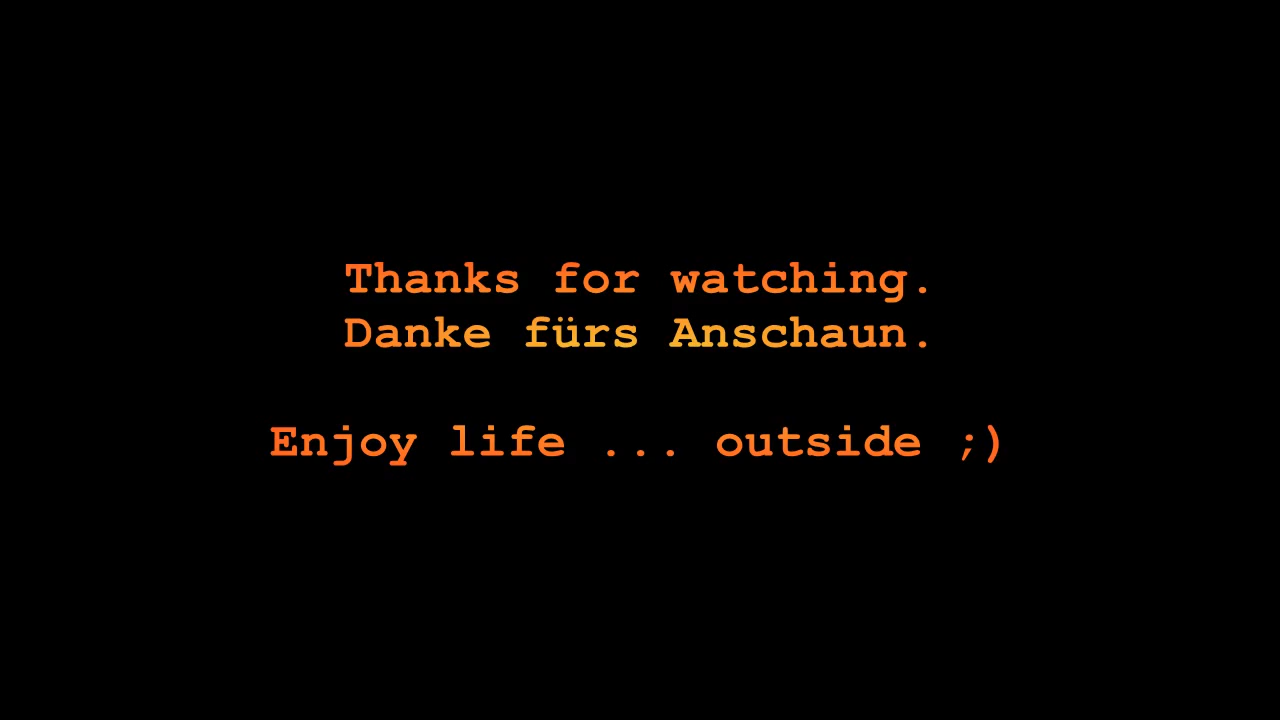 Thanks for watching.
Danke fürs Anschaun.
Enjoy life ... outside ;)